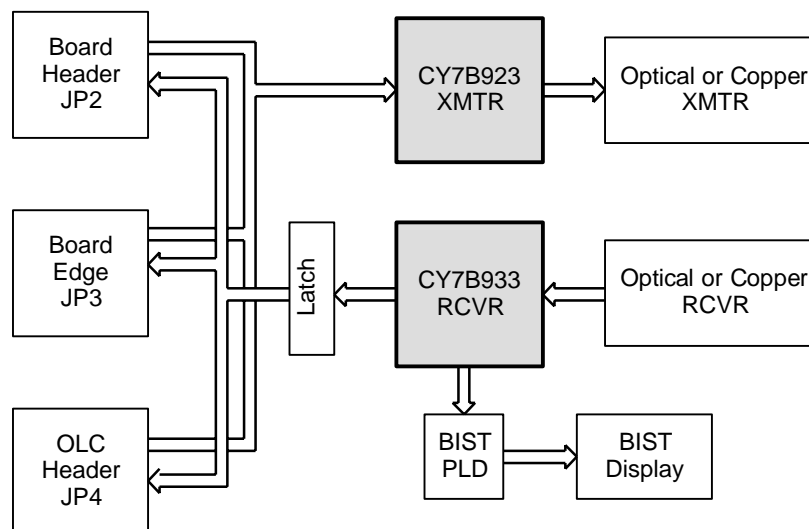 Board
Header
JP2
CY7B923
XMTR
Optical or Copper
XMTR
Board
Edge
JP3
Latch
CY7B933
RCVR
Optical or Copper
RCVR
OLC
Header
JP4
BIST
PLD
BIST
Display